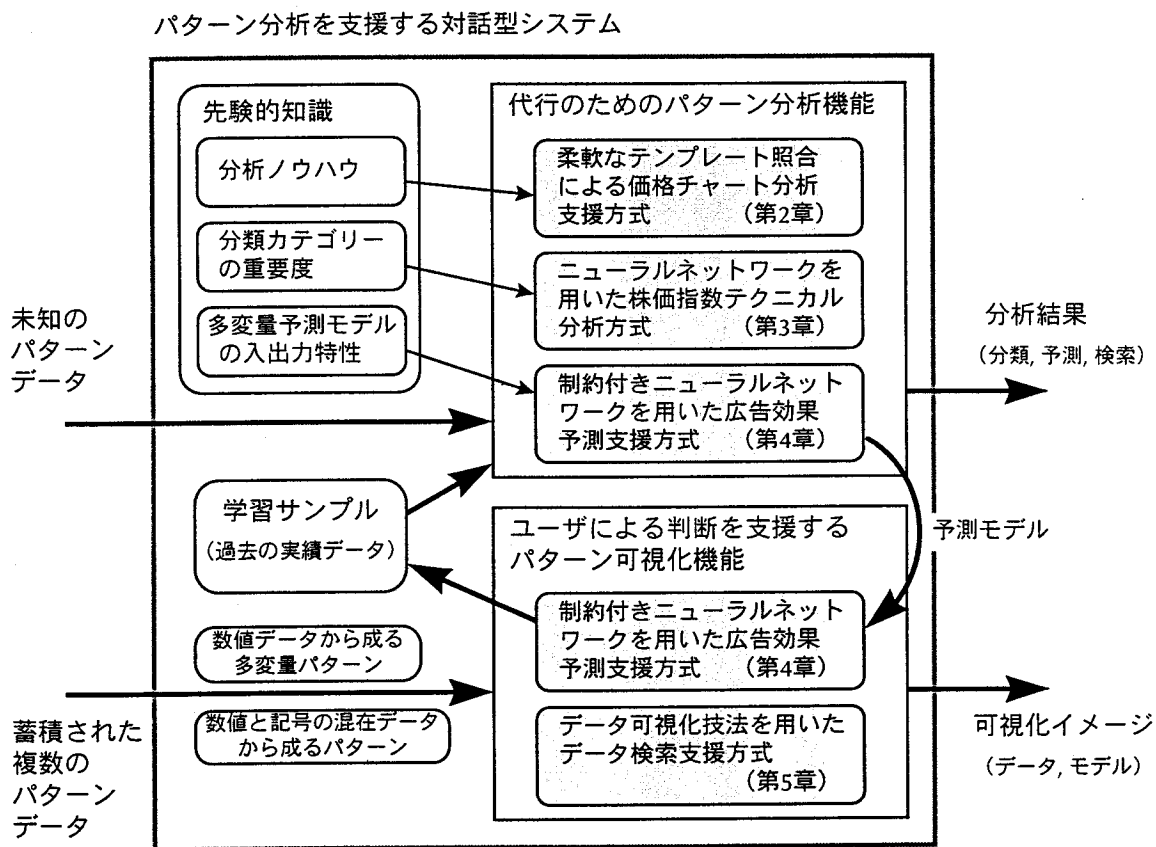 パターン分析を支援する対話型システム
先験的知識
分析ノウハウ
分類カテゴリー
の重要度
多変量予測モデル
の入出力特性
代行のためのパターン分析機能
柔軟なテンプレート照合
による価格チャート分析
支援方式 (第2章)
ニューラルネットワークを
用いた株価指数テクニカル
分析方式 (第3章)
制約付きニューラルネット
ワークを用いた広告効果
予測支援方式 (第4章)
未知の
パターン
データ
分析結果
(分類, 予測, 検索)
学習サンプル
(過去の実績データ)
ユーザによる判断を支援する
パターン可視化機能
予測モデル
制約付きニューラルネット
ワークを用いた広告効果
予測支援方式 (第4章)
数値データから成る
多変量パターン
数値と記号の混在データ
から成るパターン
データ可視化技法を用いた
データ検索支援方式
(第5章)
蓄積された
複数の
パターン
データ
可視化イメージ
(データ, モデル)